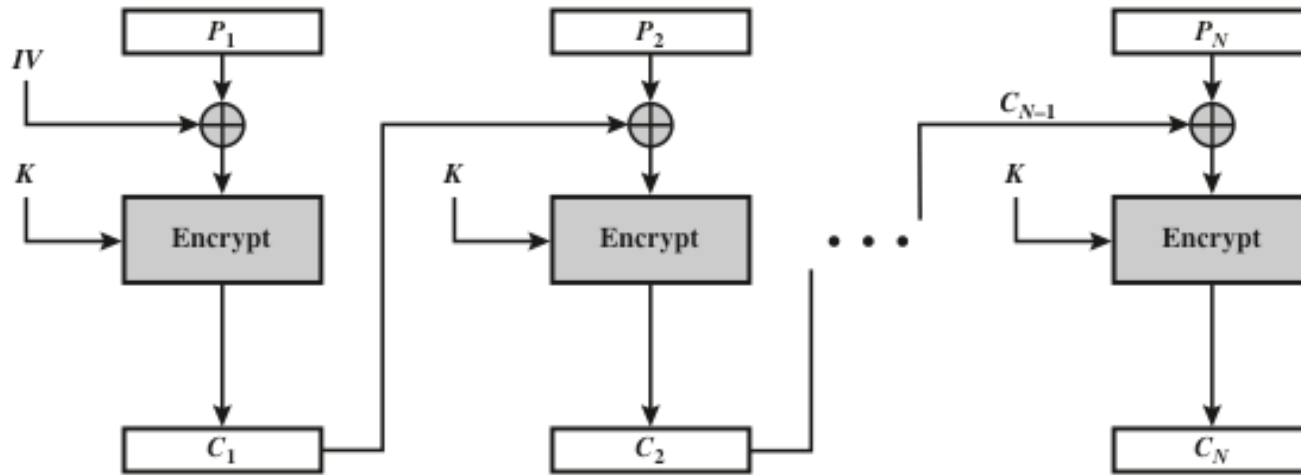 P1 P2 PN
IV
CN–1
K K K
Encrypt Encrypt • • • Encrypt
C1 C2 CN